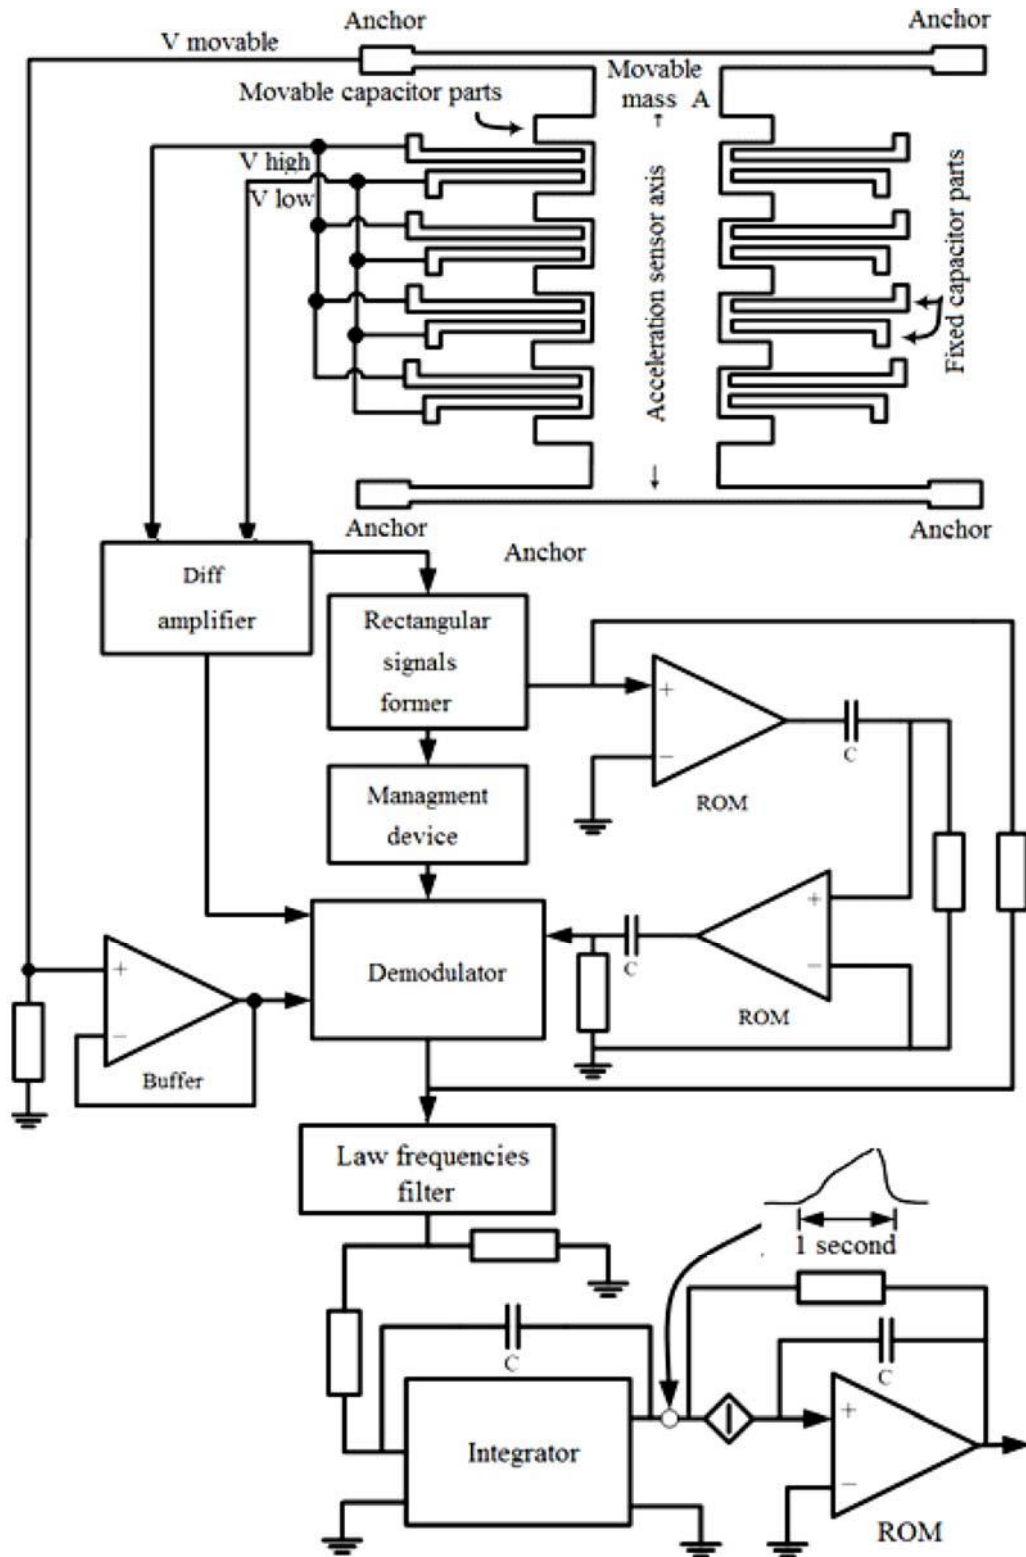 Anchor
Anchor
V movable
Movable
mass A
Movable capacitor parts
V high
V low
Acceleration sensor axis
Fixed capacitor parts
Anchor
Anchor
Anchor
Diff
amplifier
Rectangular
signals
former
+
−
C
ROM
Managment
device
+
−
C
ROM
Demodulator
+
−
Buffer
Law frequencies
filter
1 second
C
C
Integrator
+
−
ROM